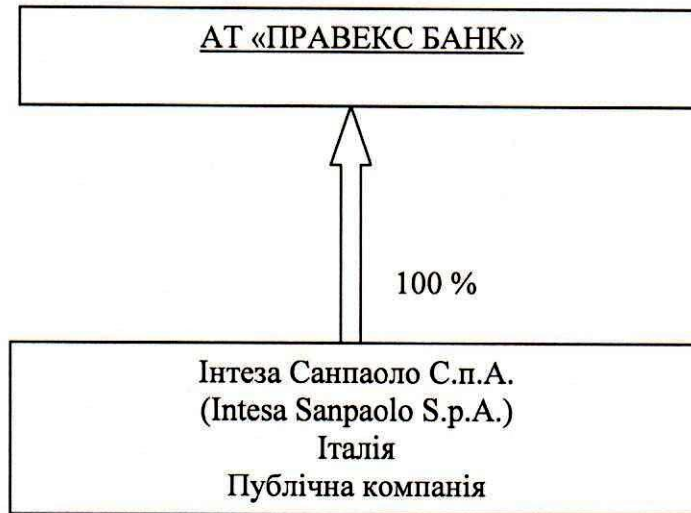 АТ «ПРАВЕКС БАНК»
100 %
Інтеза Санпаоло С.п.А.
(Intesa Sanpaolo S.p.A.)
Італія
Публічна компанія